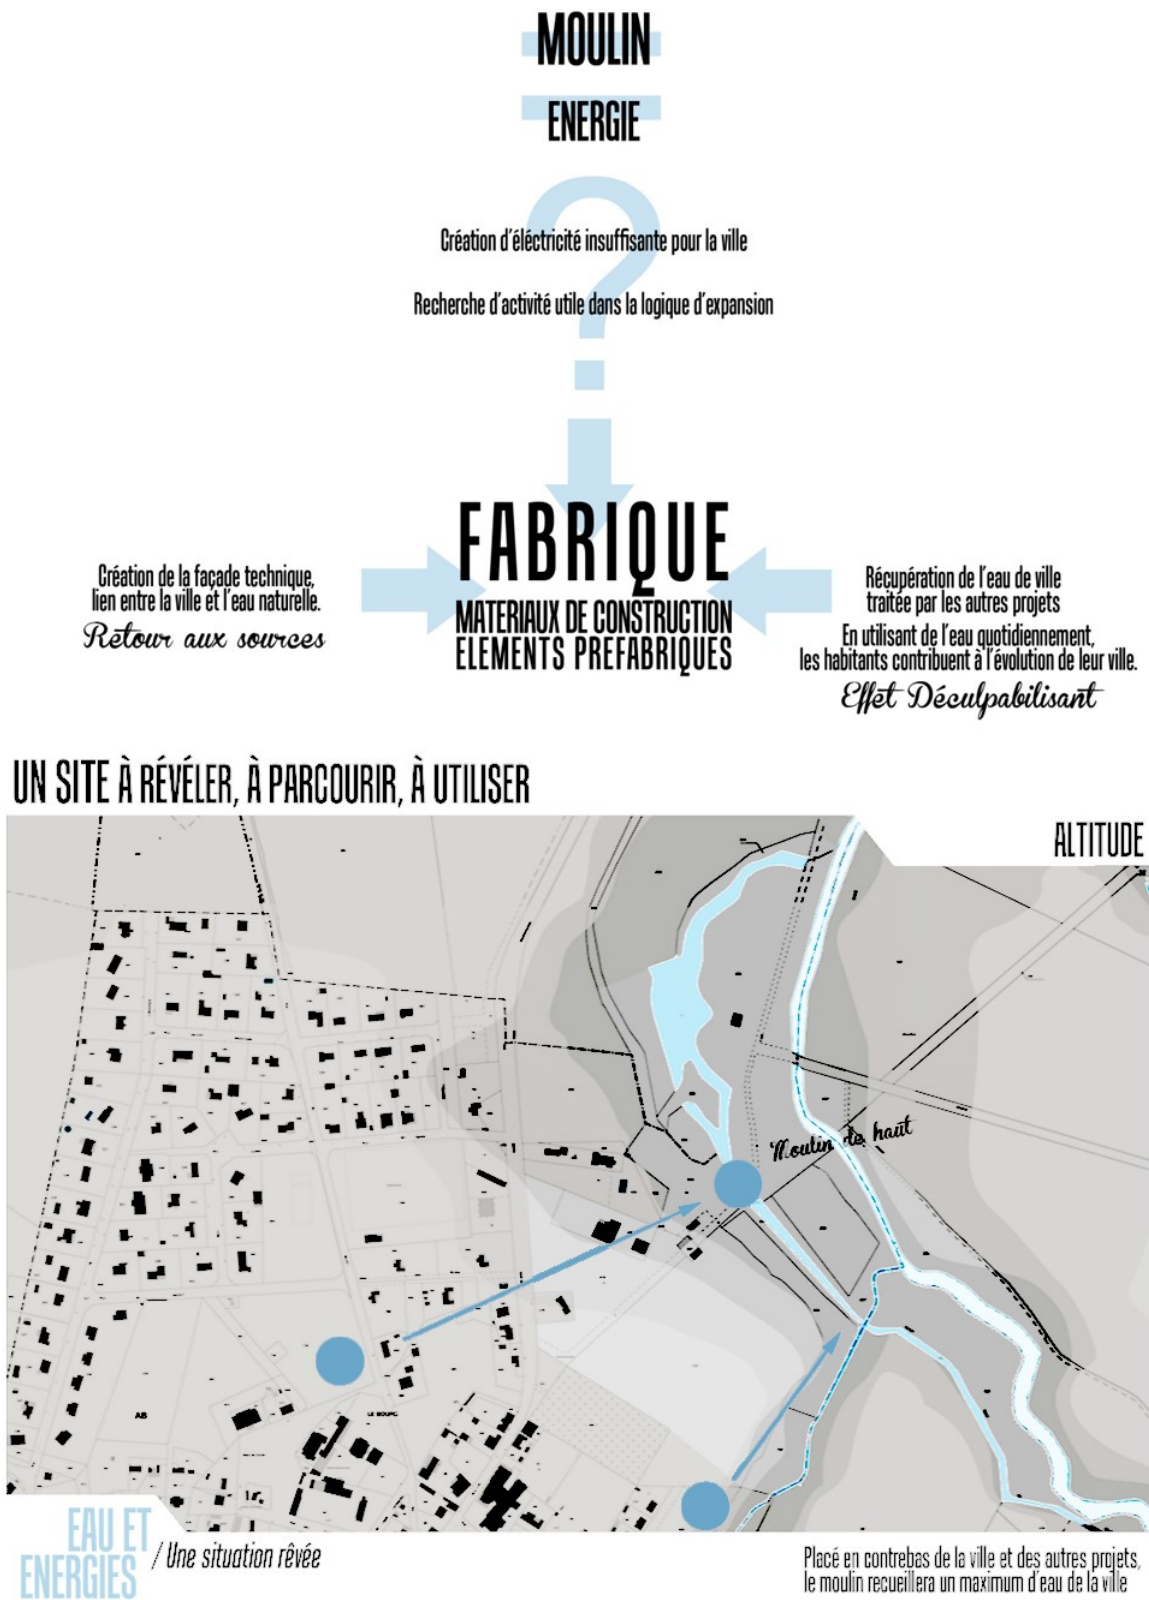 MOULIN
ENERGIE
Création d'éléctricité insuffisante pour la ville
Recherche d'activité utile dans la logique d'expansion
FABRIQUE
MATERIAUX DE CONSTRUCTION
ELEMENTS PREFABRIQUES
Création de la façade technique,
lien entre la ville et l'eau naturelle.
Retour aux sources
Récupération de l'eau de ville
traitée par les autres projets
En utilisant de l'eau quotidiennement,
les habitants contribuent à l'évolution de leur ville.
Effet Déculpabilisant
UN SITE À RÉVÉLER, À PARCOURIR, À UTILISER
ALTITUDE
Moulin de haut
AB
LE BOURG
EAU ET
ENERGIES
/ Une situation rêvée
Placé en contrebas de la ville et des autres projets,
le moulin recueillera un maximum d'eau de la ville